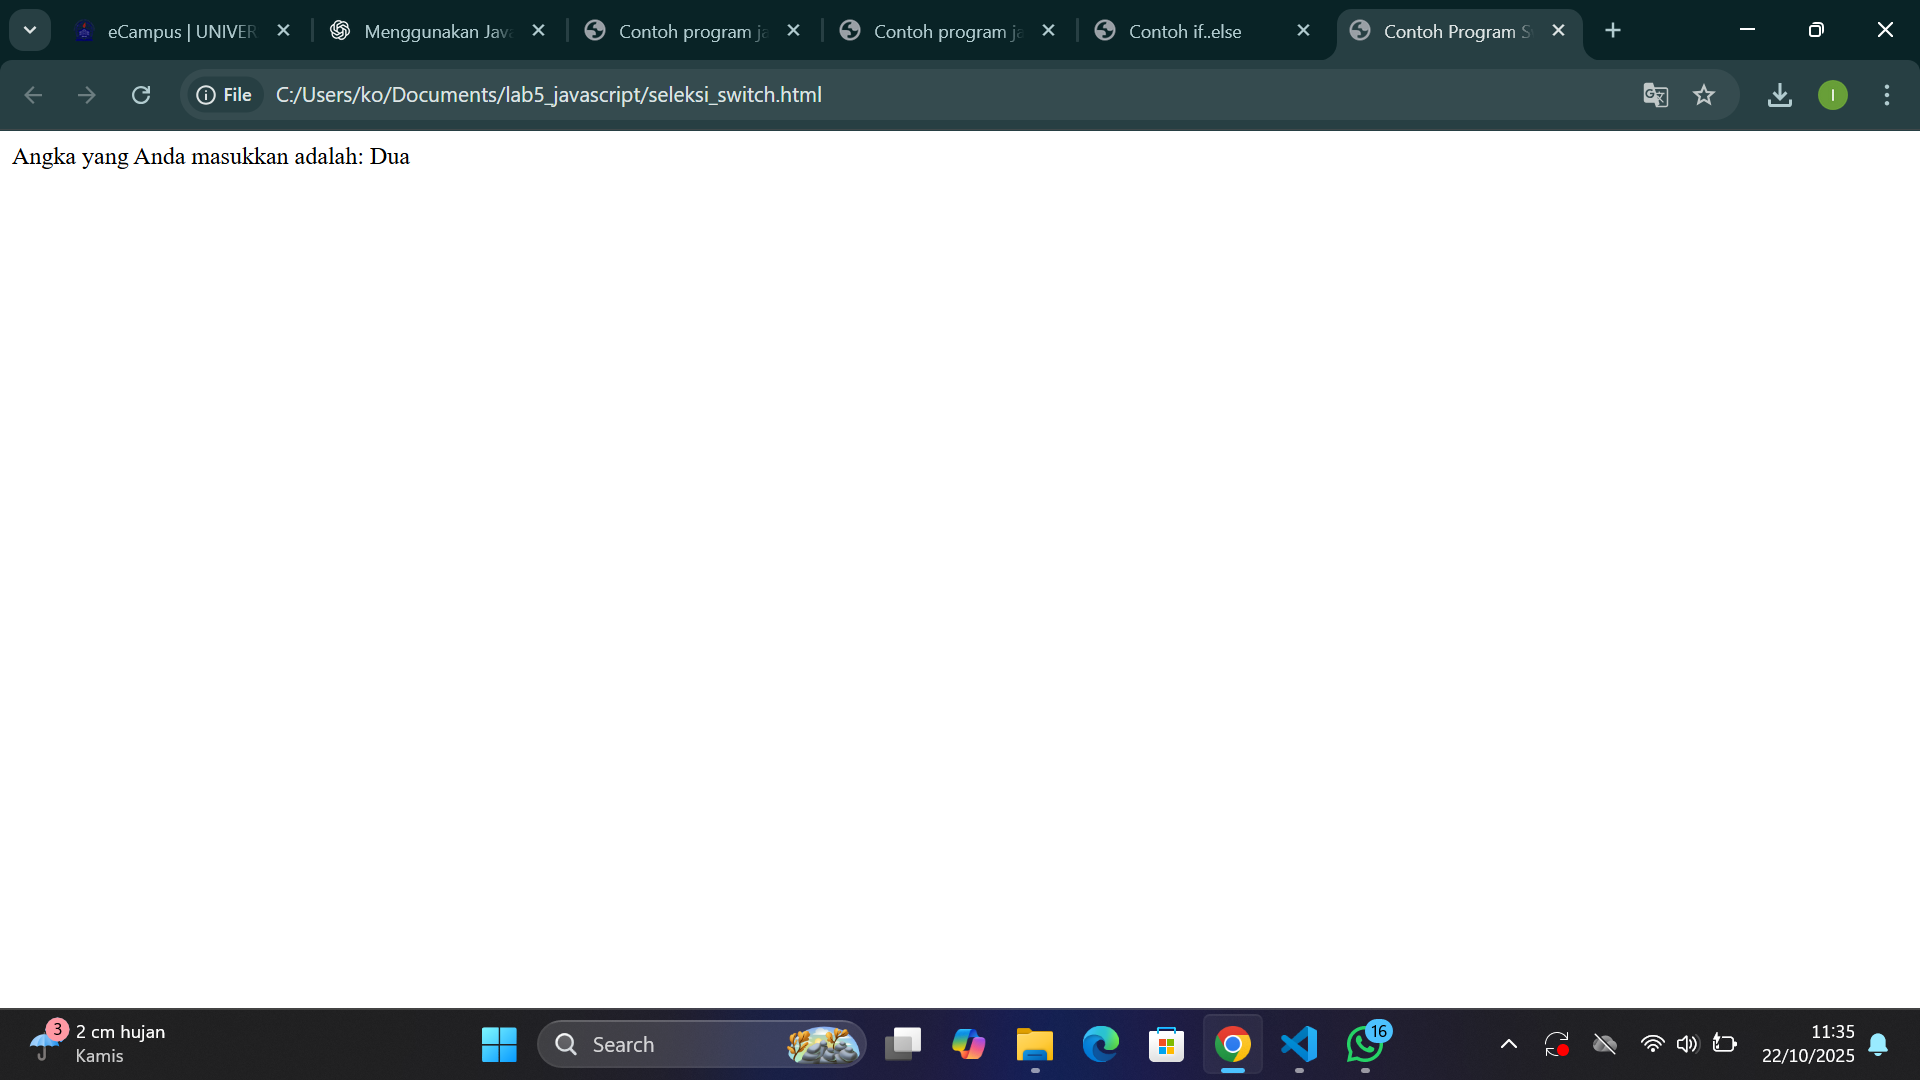 eCampus | UNIVER
Menggunakan Java
Contoh program ja
Contoh program ja
Contoh if..else
Contoh Program S
File
C:/Users/ko/Documents/lab5_javascript/seleksi_switch.html
I
Angka yang Anda masukkan adalah: Dua
3
2 cm hujan
Kamis
Search
16
11:35
22/10/2025